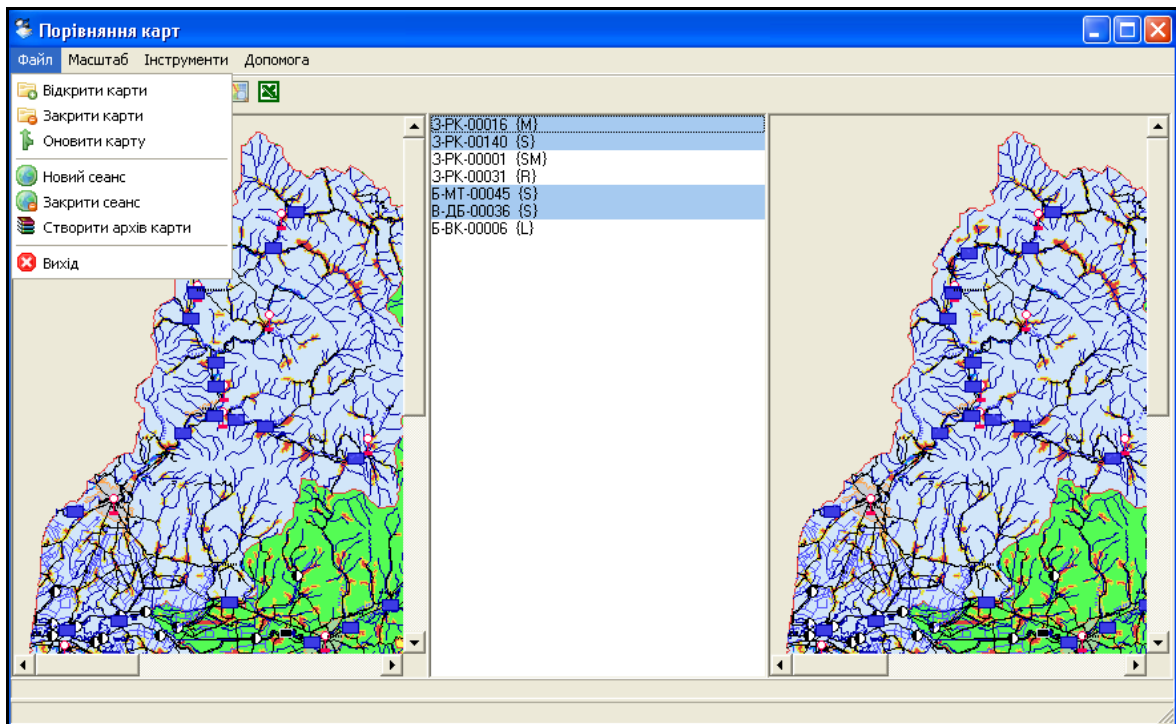 Порівняння карт
Файл Масштаб Інструменти Допомога
Відкрити карти
Закрити карти
Оновити карту
Новий сеанс
Закрити сеанс
Створити архів карти
Вихід
З-РК-00016 {M}
З-РК-00140 {S}
З-РК-00001 {SM}
З-РК-00031 {R}
Б-МТ-00045 {S}
В-ДБ-00036 {S}
Б-ВК-00006 {L}